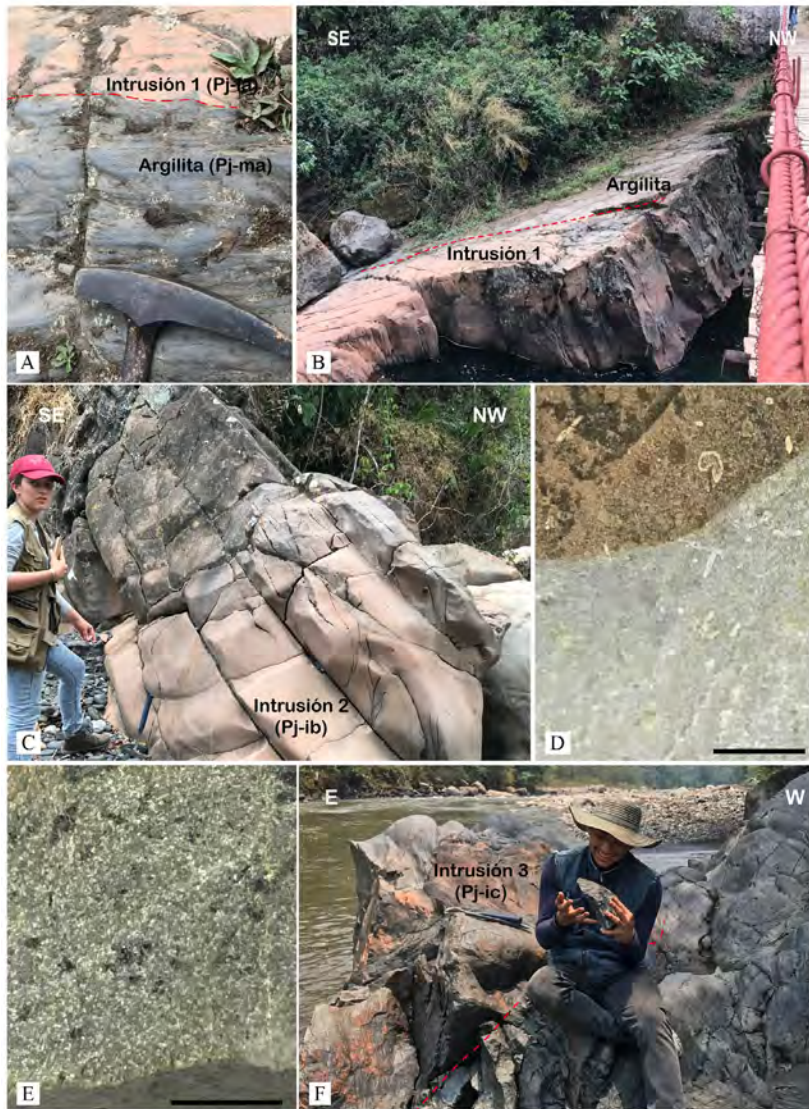 Intrusión 1 (Pj-ia)
Argilita (Pj-ma)
A
SE
NW
Argilita
Intrusión 1
B
SE
NW
Intrusión 2
(Pj-ib)
C
D
E
E
W
Intrusión 3
(Pj-ic)
F